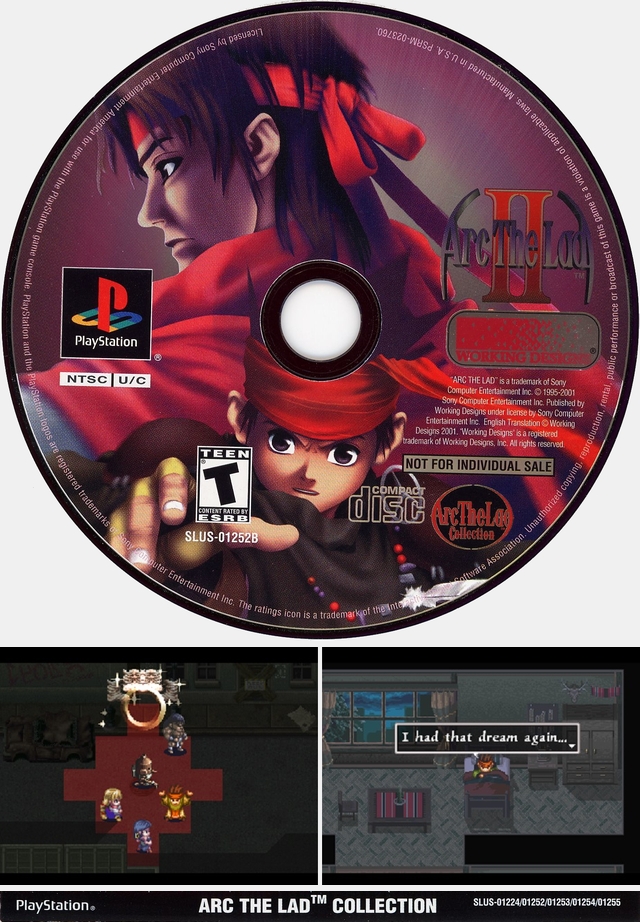 Licensed by Sony Computer Entertainment America for use with the PlayStation game console. PlayStation and the PlayStation logos are registered trademarks of Sony Computer Entertainment Inc. The ratings icon is a trademark of the Interactive Digital Software Association. Unauthorized copying, reproduction, rental, public performance or broadcast of this game is a violation of applicable laws. Manufactured in U.S.A. PSRM-023760.
II
Arc The Lad
TM
PlayStation
®
NTSC U/C
WORKING DESIGNS®
"ARC THE LAD" is a trademark of Sony
Computer Entertainment Inc. © 1995-2001
Sony Computer Entertainment Inc. Published by
Working Designs under license by Sony Computer
Entertainment Inc. English Translation © Working
Designs 2001. 'Working Designs' is a registered
trademark of Working Designs, Inc. All rights reserved.
NOT FOR INDIVIDUAL SALE
TEEN
T
®
CONTENT RATED BY
ESRB
COMPACT
disc
Arc The Lad
Collection
SLUS-01252B
I had that dream again...
PlayStation®
ARC THE LAD™ COLLECTION
SLUS-01224/01252/01253/01254/01255